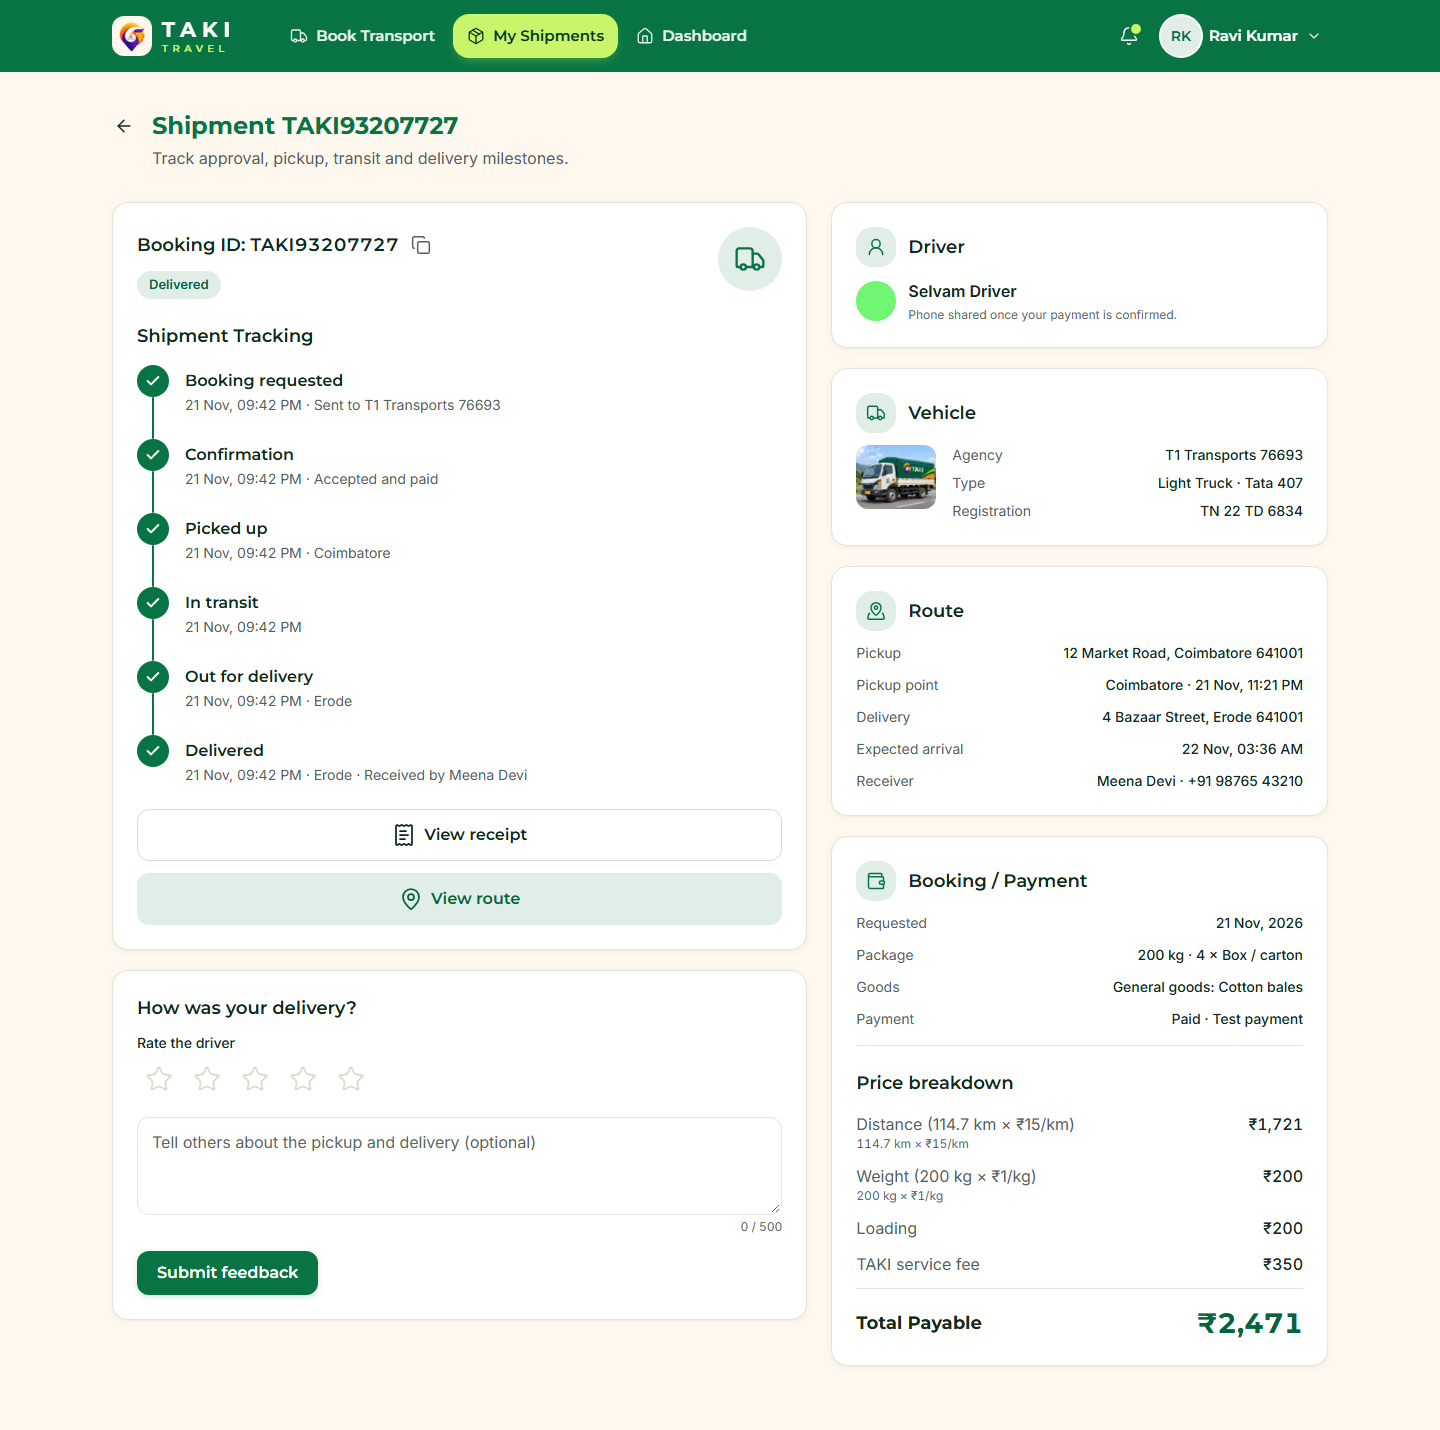 TAKI
TRAVEL
Book Transport
My Shipments
Dashboard
RK
Ravi Kumar
Shipment TAKI93207727
Track approval, pickup, transit and delivery milestones.
Booking ID: TAKI93207727
Delivered
Shipment Tracking
Booking requested
21 Nov, 09:42 PM · Sent to T1 Transports 76693
Confirmation
21 Nov, 09:42 PM · Accepted and paid
Picked up
21 Nov, 09:42 PM · Coimbatore
In transit
21 Nov, 09:42 PM
Out for delivery
21 Nov, 09:42 PM · Erode
Delivered
21 Nov, 09:42 PM · Erode · Received by Meena Devi
View receipt
View route
How was your delivery?
Rate the driver
Tell others about the pickup and delivery (optional)
0 / 500
Submit feedback
Driver
Selvam Driver
Phone shared once your payment is confirmed.
Vehicle
TAKI
Agency T1 Transports 76693
Type Light Truck · Tata 407
Registration TN 22 TD 6834
Route
Pickup 12 Market Road, Coimbatore 641001
Pickup point Coimbatore · 21 Nov, 11:21 PM
Delivery 4 Bazaar Street, Erode 641001
Expected arrival 22 Nov, 03:36 AM
Receiver Meena Devi · +91 98765 43210
Booking / Payment
Requested 21 Nov, 2026
Package 200 kg · 4 × Box / carton
Goods General goods: Cotton bales
Payment Paid · Test payment
Price breakdown
Distance (114.7 km × ₹15/km) ₹1,721
114.7 km × ₹15/km
Weight (200 kg × ₹1/kg) ₹200
200 kg × ₹1/kg
Loading ₹200
TAKI service fee ₹350
Total Payable ₹2,471